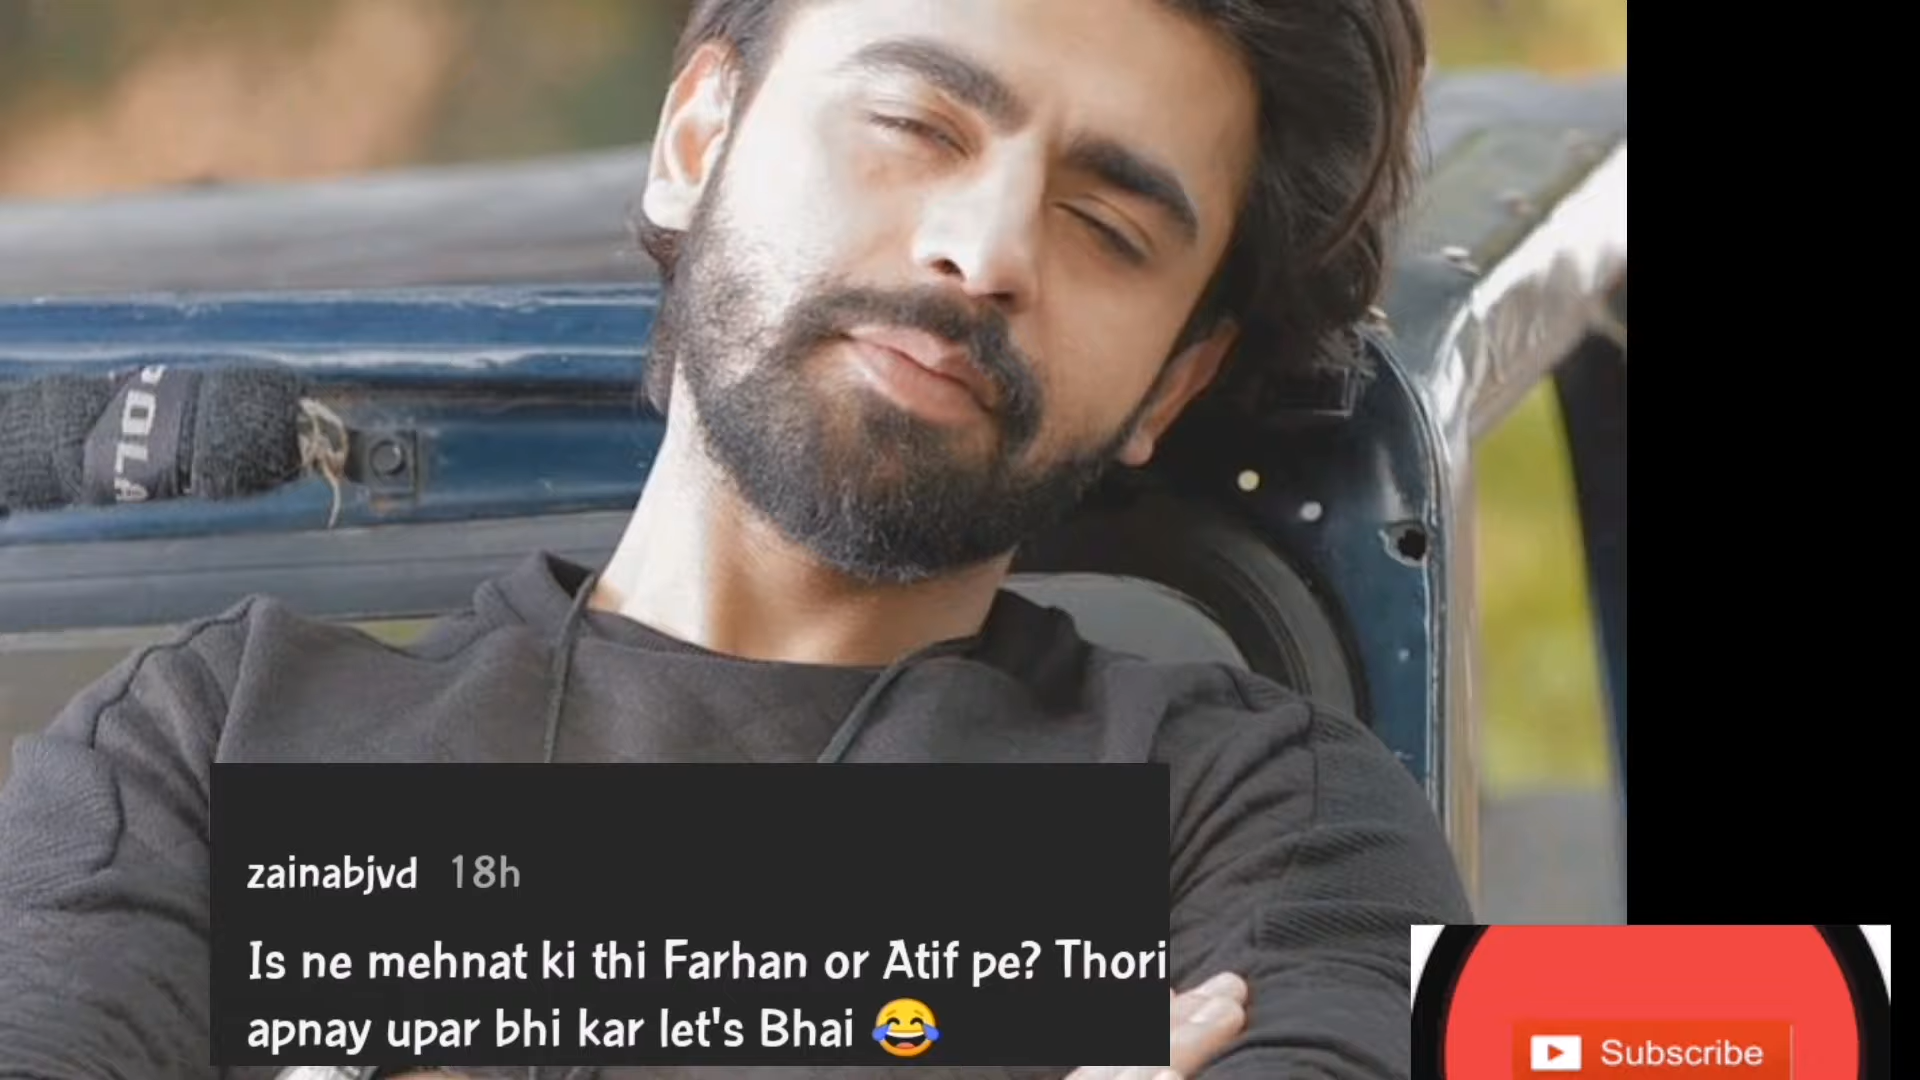 POLA
zainabjvd 18h
Is ne mehnat ki thi Farhan or Atif pe? Thori
apnay upar bhi kar let's Bhai 😂
Subscribe